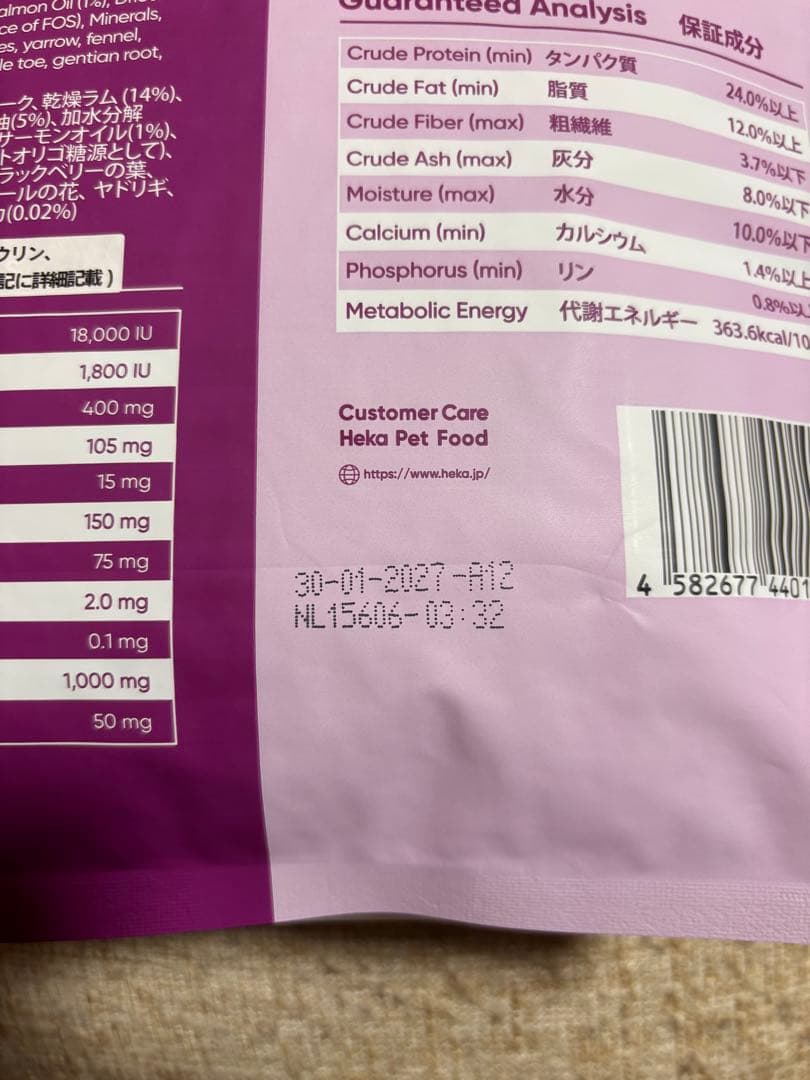 almon Oil (1%),
ce of FOS), Minerals,
es, yarrow, fennel,
le toe, gentian root,
ーク、乾燥ラム(14%)、
油(5%)、加水分解
サーモンオイル(1%)、
トオリゴ糖源として)、
ラックベリーの葉、
ールの花、ヤドリギ、
(0.02%)
ウリン、
記に詳細記載)
18,000 IU
1,800 IU
400 mg
105 mg
15 mg
150 mg
75 mg
2.0 mg
0.1 mg
1,000 mg
50 mg
Guaranteed Analysis 保証成分
Crude Protein (min) タンパク質 24.0%以上
Crude Fat (min) 脂質 12.0%以上
Crude Fiber (max) 粗繊維 3.7%以下
Crude Ash (max) 灰分 8.0%以下
Moisture (max) 水分 10.0%以下
Calcium (min) カルシウム 1.4%以上
Phosphorus (min) リン 0.8%以上
Metabolic Energy 代謝エネルギー 363.6kcal/10
Customer Care
Heka Pet Food
https://www.heka.jp/
30-01-2027-A12
NL15606-03:32
4 582677 4401